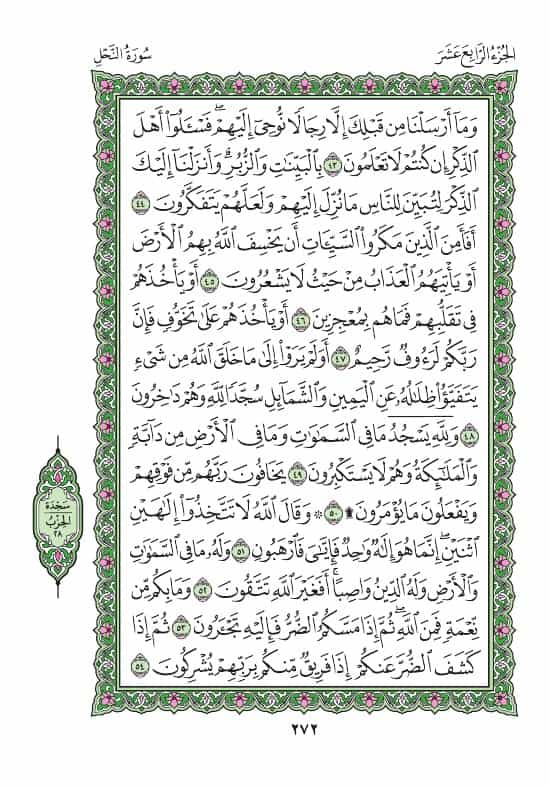 الجُزْءُ الرَّابِعَ عَشَرَ
سُورَةُ النَّحْلِ
وَمَآ أَرْسَلْنَا مِن قَبْلِكَ إِلَّا رِجَالًا نُّوحِىٓ إِلَيْهِمْ ۖ فَسْـَٔلُوٓا۟ أَهْلَ
ٱلذِّكْرِ إِن كُنتُمْ لَا تَعْلَمُونَ ٤٣ بِٱلْبَيِّنَـٰتِ وَٱلزُّبُرِ ۗ وَأَنزَلْنَآ إِلَيْكَ
ٱلذِّكْرَ لِتُبَيِّنَ لِلنَّاسِ مَا نُزِّلَ إِلَيْهِمْ وَلَعَلَّهُمْ يَتَفَكَّرُونَ ٤٤
أَفَأَمِنَ ٱلَّذِينَ مَكَرُوا۟ ٱلسَّيِّـَٔاتِ أَن يَخْسِفَ ٱللَّهُ بِهِمُ ٱلْأَرْضَ
أَوْ يَأْتِيَهُمُ ٱلْعَذَابُ مِنْ حَيْثُ لَا يَشْعُرُونَ ٤٥ أَوْ يَأْخُذَهُمْ
فِى تَقَلُّبِهِمْ فَمَا هُم بِمُعْجِزِينَ ٤٦ أَوْ يَأْخُذَهُمْ عَلَىٰ تَخَوُّفٍ فَإِنَّ
رَبَّكُمْ لَرَءُوفٌ رَّحِيمٌ ٤٧ أَوَلَمْ يَرَوْا۟ إِلَىٰ مَا خَلَقَ ٱللَّهُ مِن شَىْءٍ
يَتَفَيَّؤُا۟ ظِلَـٰلُهُۥ عَنِ ٱلْيَمِينِ وَٱلشَّمَآئِلِ سُجَّدًا لِّلَّهِ وَهُمْ دَٰخِرُونَ
٤٨ وَلِلَّهِ يَسْجُدُ مَا فِى ٱلسَّمَـٰوَٰتِ وَمَا فِى ٱلْأَرْضِ مِن دَآبَّةٍ
وَٱلْمَلَـٰٓئِكَةُ وَهُمْ لَا يَسْتَكْبِرُونَ ٤٩ يَخَافُونَ رَبَّهُم مِّن فَوْقِهِمْ
وَيَفْعَلُونَ مَا يُؤْمَرُونَ ۩ ٥٠ ۞ وَقَالَ ٱللَّهُ لَا تَتَّخِذُوٓا۟ إِلَـٰهَيْنِ
ٱثْنَيْنِ ۖ إِنَّمَا هُوَ إِلَـٰهٌ وَٰحِدٌ ۖ فَإِيَّـٰىَ فَٱرْهَبُونِ ٥١ وَلَهُۥ مَا فِى ٱلسَّمَـٰوَٰتِ
وَٱلْأَرْضِ وَلَهُ ٱلدِّينُ وَاصِبًا ۚ أَفَغَيْرَ ٱللَّهِ تَتَّقُونَ ٥٢ وَمَا بِكُم مِّن
نِّعْمَةٍ فَمِنَ ٱللَّهِ ۖ ثُمَّ إِذَا مَسَّكُمُ ٱلضُّرُّ فَإِلَيْهِ تَجْـَٔرُونَ ٥٣ ثُمَّ إِذَا
كَشَفَ ٱلضُّرَّ عَنكُمْ إِذَا فَرِيقٌ مِّنكُم بِرَبِّهِمْ يُشْرِكُونَ ٥٤
سَجْدَة
الحِزْبُ
٢٨
٢٧٢